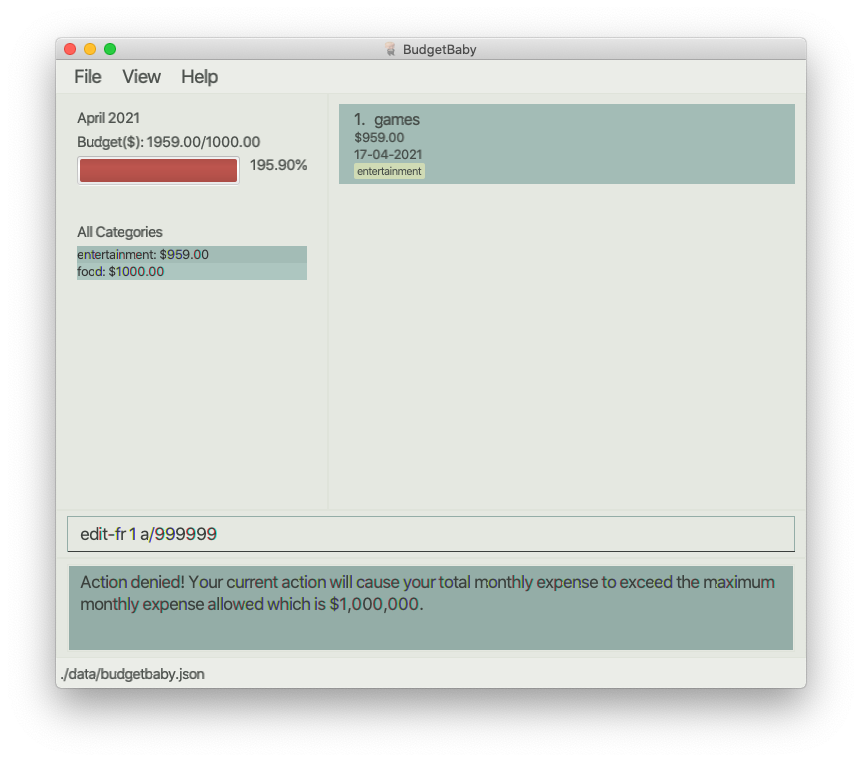 BudgetBaby
File View Help
April 2021
Budget($): 1959.00/1000.00
195.90%
All Categories
entertainment: $959.00
food: $1000.00
1. games
$959.00
17-04-2021
entertainment
edit-fr 1 a/999999
Action denied! Your current action will cause your total monthly expense to exceed the maximum
monthly expense allowed which is $1,000,000.
./data/budgetbaby.json